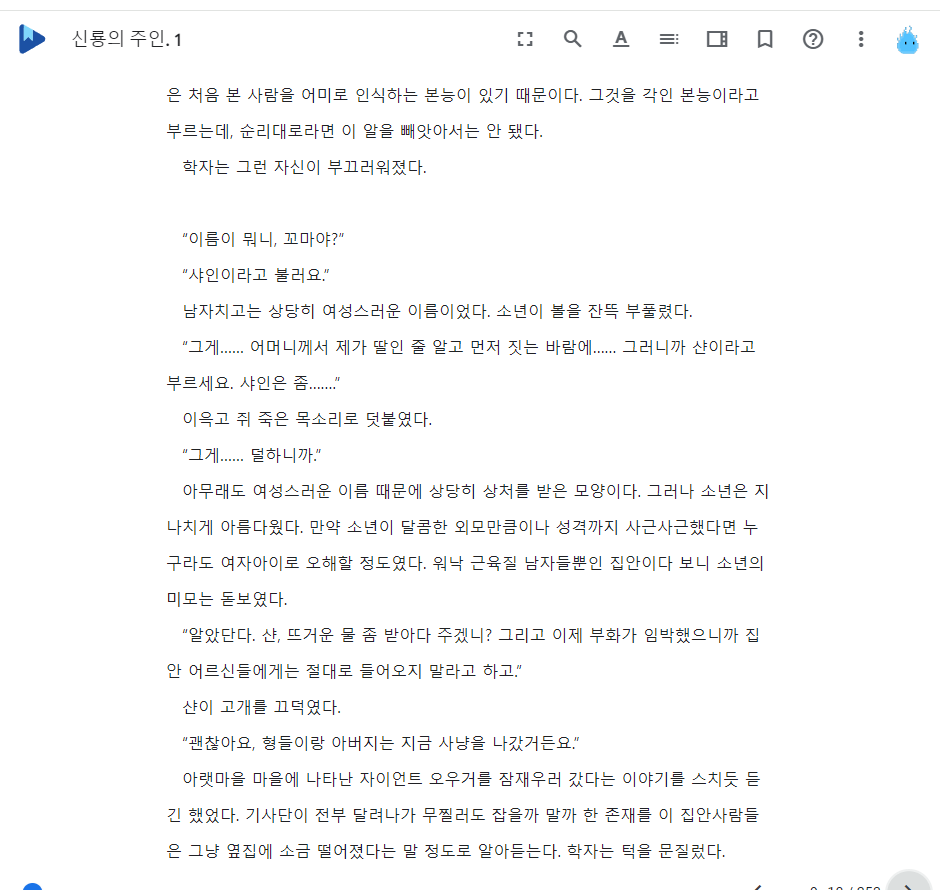 신룡의 주인. 1
은 처음 본 사람을 어미로 인식하는 본능이 있기 때문이다. 그것을 각인 본능이라고
부르는데, 순리대로라면 이 알을 빼앗아서는 안 됐다.
학자는 그런 자신이 부끄러워졌다.
“이름이 뭐니, 꼬마야?”
“샤인이라고 불러요.”
남자치고는 상당히 여성스러운 이름이었다. 소년이 볼을 잔뜩 부풀렸다.
“그게...... 어머니께서 제가 딸인 줄 알고 먼저 짓는 바람에...... 그러니까 샨이라고
부르세요. 샤인은 좀.......”
이윽고 쥐 죽은 목소리로 덧붙였다.
“그게...... 덜하니까.”
아무래도 여성스러운 이름 때문에 상당히 상처를 받은 모양이다. 그러나 소년은 지
나치게 아름다웠다. 만약 소년이 달콤한 외모만큼이나 성격까지 사근사근했다면 누
구라도 여자아이로 오해할 정도였다. 워낙 근육질 남자들뿐인 집안이다 보니 소년의
미모는 돋보였다.
“알았단다. 샨, 뜨거운 물 좀 받아다 주겠니? 그리고 이제 부화가 임박했으니까 집
안 어르신들에게는 절대로 들어오지 말라고 하고.”
샨이 고개를 끄덕였다.
“괜찮아요, 형들이랑 아버지는 지금 사냥을 나갔거든요.”
아랫마을 마을에 나타난 자이언트 오우거를 잠재우러 갔다는 이야기를 스치듯 듣
긴 했었다. 기사단이 전부 달려나가 무찔러도 잡을까 말까 한 존재를 이 집안사람들
은 그냥 옆집에 소금 떨어졌다는 말 정도로 알아듣는다. 학자는 턱을 문질렀다.